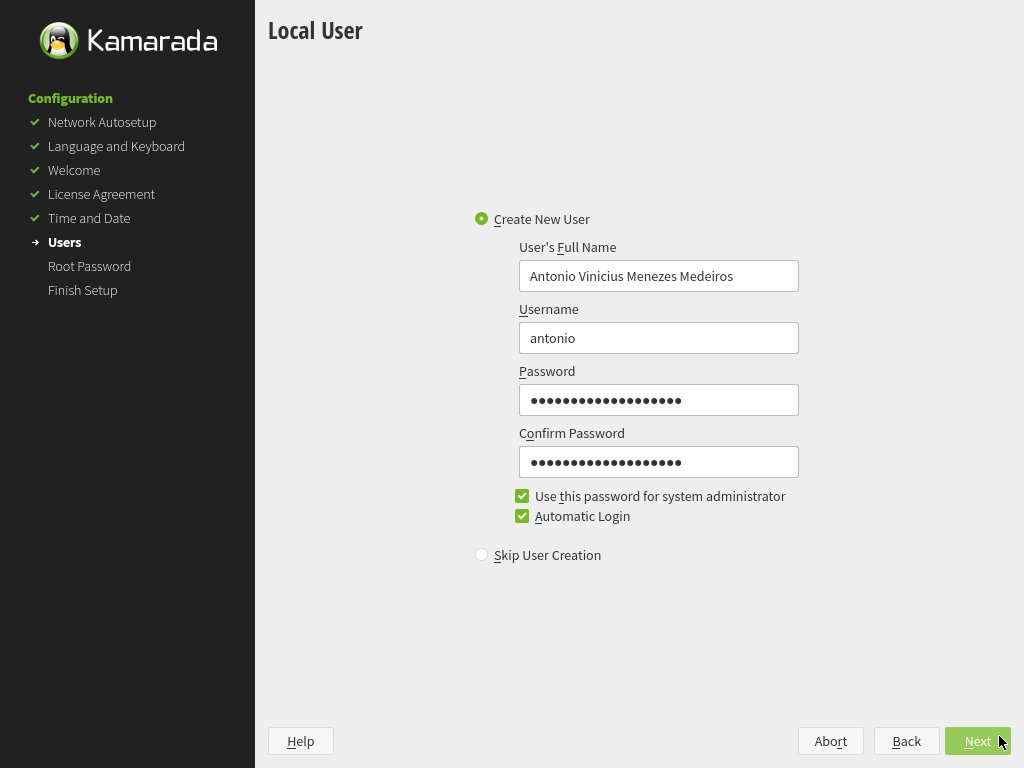 Kamarada
Local User
Configuration
Network Autosetup
Language and Keyboard
Welcome
License Agreement
Time and Date
Users
Root Password
Finish Setup
Create New User
User's Full Name
Antonio Vinicius Menezes Medeiros
Username
antonio
Password
●●●●●●●●●●●●●●●●●●●
Confirm Password
●●●●●●●●●●●●●●●●●●●
Use this password for system administrator
Automatic Login
Skip User Creation
Help
Abort
Back
Next